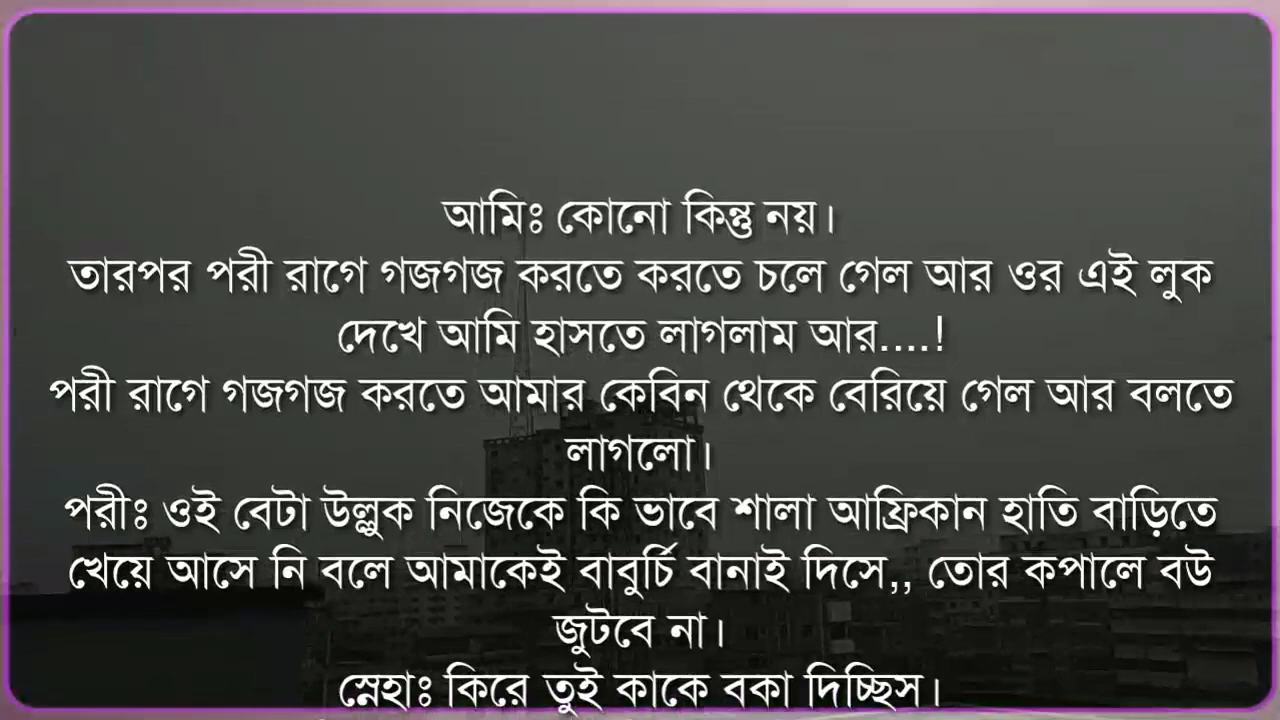 আমিঃ কোনো কিন্তু নয়।
তারপর পরী রাগে গজগজ করতে করতে চলে গেল আর ওর এই লুক
দেখে আমি হাসতে লাগলাম আর....!
পরী রাগে গজগজ করতে আমার কেবিন থেকে বেরিয়ে গেল আর বলতে
লাগলো।
পরীঃ ওই বেটা উল্লুক নিজেকে কি ভাবে শালা আফ্রিকান হাতি বাড়িতে
খেয়ে আসে নি বলে আমাকেই বাবুর্চি বানাই দিসে,, তোর কপালে বউ
জুটবে না।
স্নেহাঃ কিরে তুই কাকে বকা দিচ্ছিস।